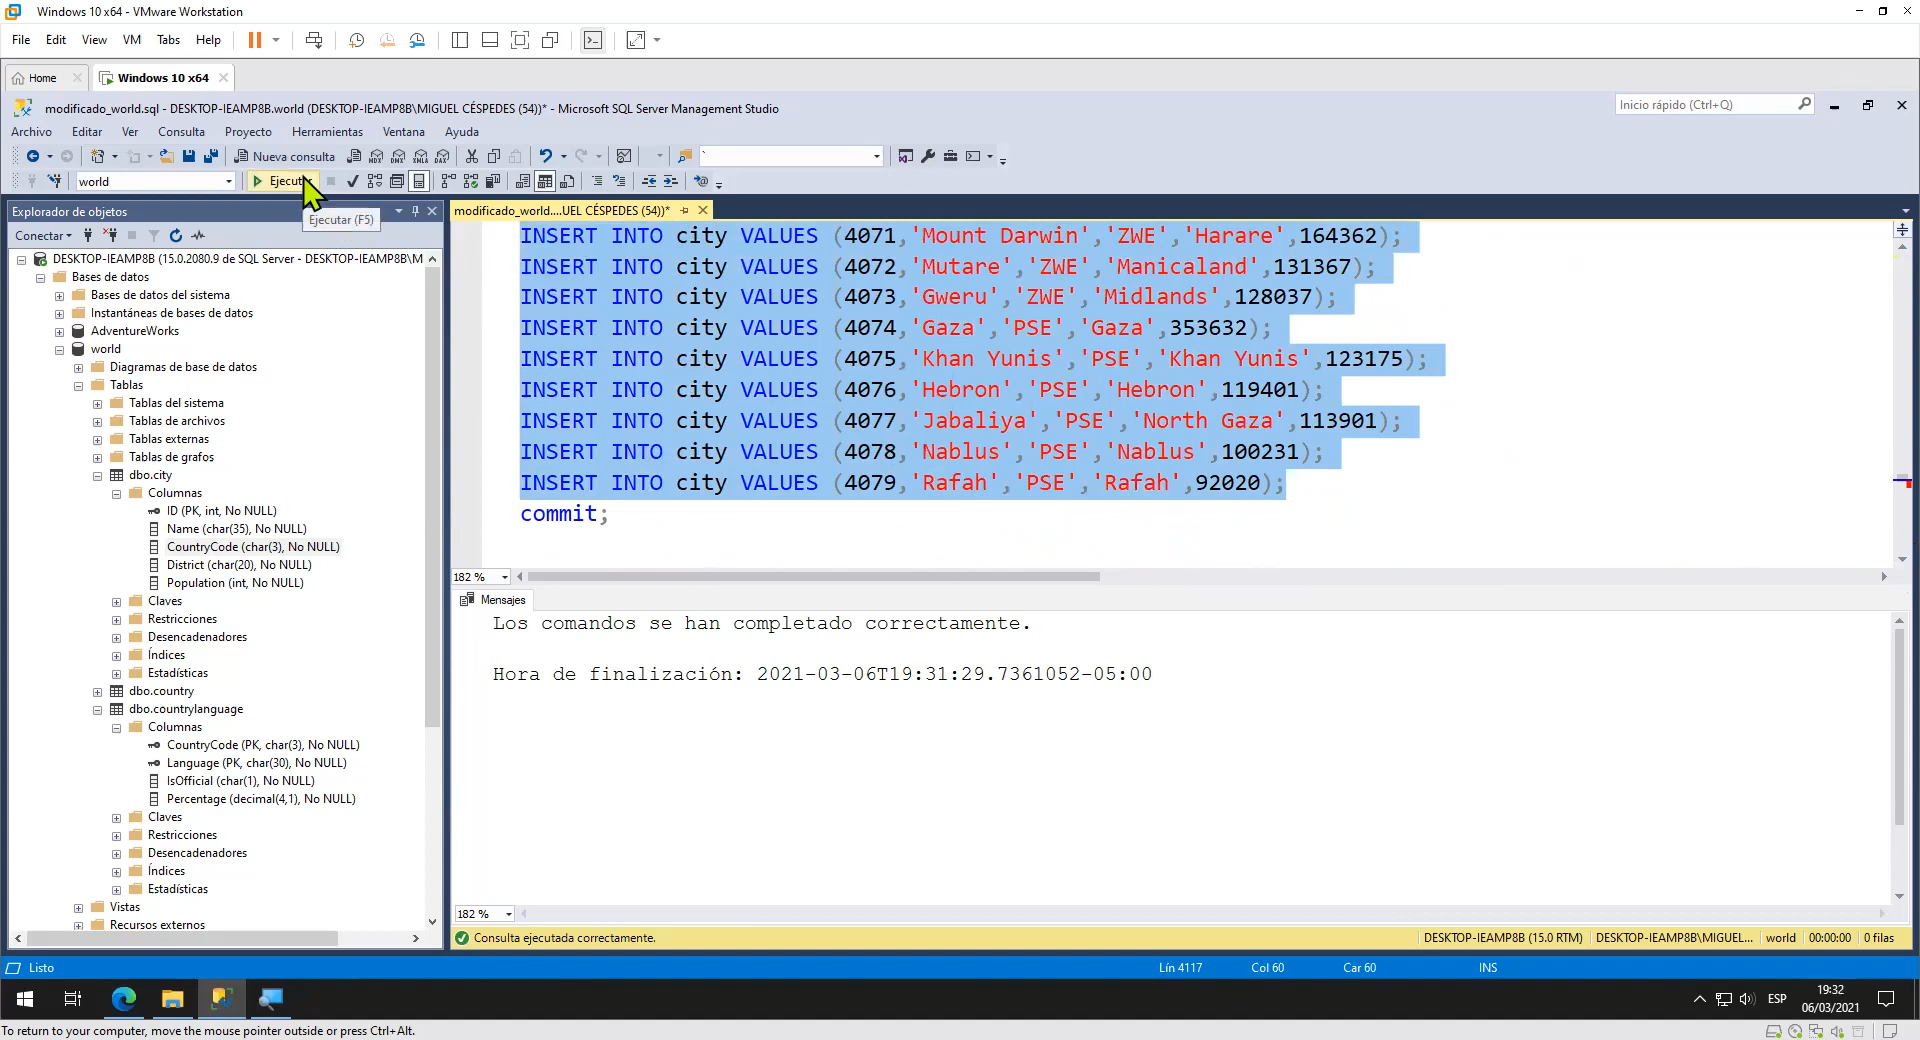 Windows 10 x64 - VMware Workstation
File Edit View VM Tabs Help
Home Windows 10 x64
modificado_world.sql - DESKTOP-IEAMP8B.world (DESKTOP-IEAMP8B\MIGUEL CÉSPEDES (54))* - Microsoft SQL Server Management Studio
Inicio rápido (Ctrl+Q)
Archivo Editar Ver Consulta Proyecto Herramientas Ventana Ayuda
Nueva consulta MDX DMX XMLA DAX
world Ejecutar
Ejecutar (F5)
Explorador de objetos
modificado_world....UEL CÉSPEDES (54))*
Conectar
DESKTOP-IEAMP8B (15.0.2080.9 de SQL Server - DESKTOP-IEAMP8B\M
Bases de datos
Bases de datos del sistema
Instantáneas de bases de datos
AdventureWorks
world
Diagramas de base de datos
Tablas
Tablas del sistema
Tablas de archivos
Tablas externas
Tablas de grafos
dbo.city
Columnas
ID (PK, int, No NULL)
Name (char(35), No NULL)
CountryCode (char(3), No NULL)
District (char(20), No NULL)
Population (int, No NULL)
Claves
Restricciones
Desencadenadores
Índices
Estadísticas
dbo.country
dbo.countrylanguage
Columnas
CountryCode (PK, char(3), No NULL)
Language (PK, char(30), No NULL)
IsOfficial (char(1), No NULL)
Percentage (decimal(4,1), No NULL)
Claves
Restricciones
Desencadenadores
Índices
Estadísticas
Vistas
Recursos externos
INSERT INTO city VALUES (4071,'Mount Darwin','ZWE','Harare',164362);
INSERT INTO city VALUES (4072,'Mutare','ZWE','Manicaland',131367);
INSERT INTO city VALUES (4073,'Gweru','ZWE','Midlands',128037);
INSERT INTO city VALUES (4074,'Gaza','PSE','Gaza',353632);
INSERT INTO city VALUES (4075,'Khan Yunis','PSE','Khan Yunis',123175);
INSERT INTO city VALUES (4076,'Hebron','PSE','Hebron',119401);
INSERT INTO city VALUES (4077,'Jabaliya','PSE','North Gaza',113901);
INSERT INTO city VALUES (4078,'Nablus','PSE','Nablus',100231);
INSERT INTO city VALUES (4079,'Rafah','PSE','Rafah',92020);
commit;
182 %
Mensajes
Los comandos se han completado correctamente.
Hora de finalización: 2021-03-06T19:31:29.7361052-05:00
182 %
Consulta ejecutada correctamente. DESKTOP-IEAMP8B (15.0 RTM) DESKTOP-IEAMP8B\MIGUEL... world 00:00:00 0 filas
Listo Lín 4117 Col 60 Car 60 INS
ESP 19:32
06/03/2021
To return to your computer, move the mouse pointer outside or press Ctrl+Alt.